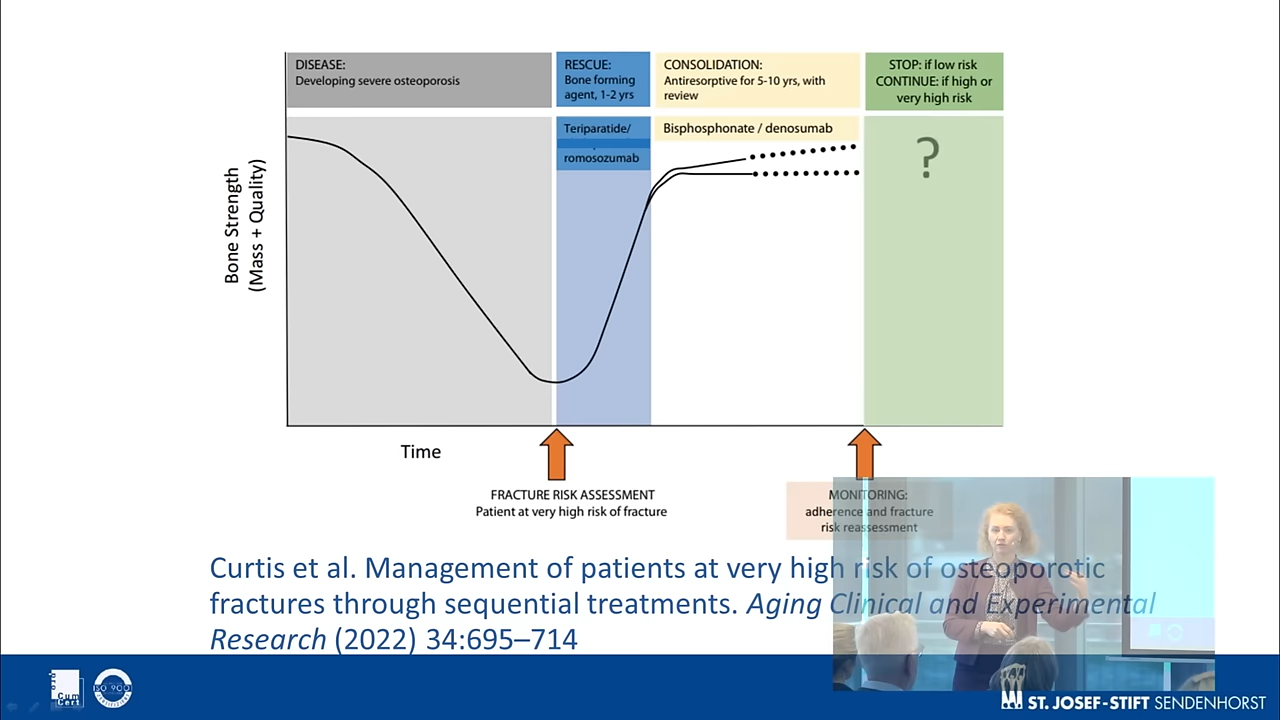 DISEASE:
Developing severe osteoporosis
RESCUE:
Bone forming
agent, 1-2 yrs
CONSOLIDATION:
Antiresorptive for 5-10 yrs, with
review
STOP: if low risk
CONTINUE: if high or
very high risk
Teriparatide/
romosozumab
Bisphosphonate / denosumab
?
Bone Strength
(Mass + Quality)
Time
FRACTURE RISK ASSESSMENT
Patient at very high risk of fracture
MONITORING:
adherence and fracture
risk reassessment
Curtis et al. Management of patients at very high risk of osteoporotic
fractures through sequential treatments. Aging Clinical and Experimental
Research (2022) 34:695–714
Cum
Cert
ISO 9001
ST. JOSEF-STIFT SENDENHORST